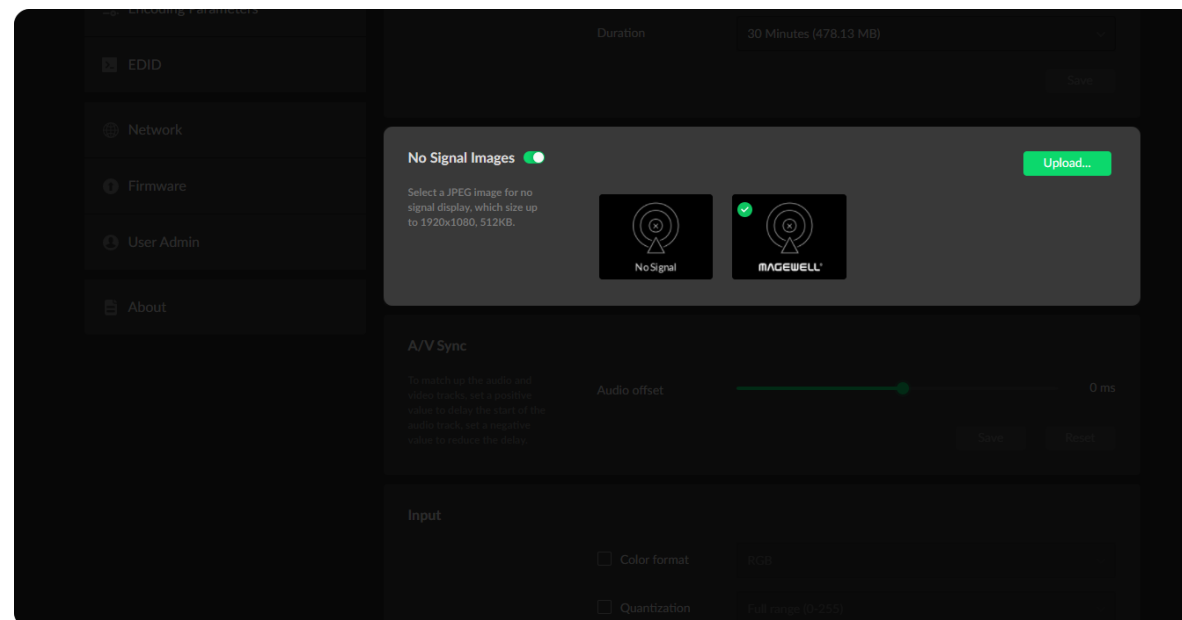 Encoding Parameters
EDID
Network
Firmware
User Admin
About
Duration
30 Minutes (478.13 MB)
Save
No Signal Images
Upload...
Select a JPEG image for no
signal display, which size up
to 1920x1080, 512KB.
No Signal
MAGEWELL®
A/V Sync
To match up the audio and
video tracks, set a positive
value to delay the start of the
audio track, set a negative
value to reduce the delay
Audio offset
0 ms
Save
Reset
Input
Color format
RGB
Quantization
Full range (0-255)